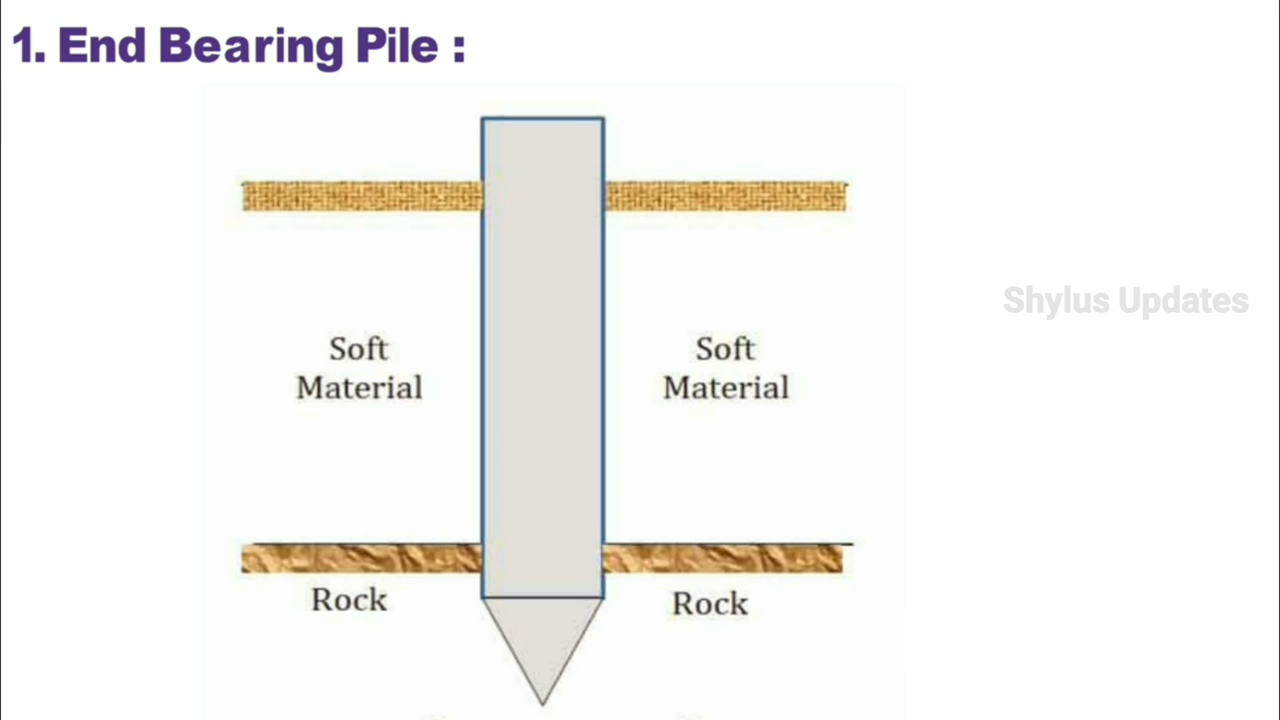 1. End Bearing Pile :
Shylus Updates
Soft
Material
Soft
Material
Rock
Rock